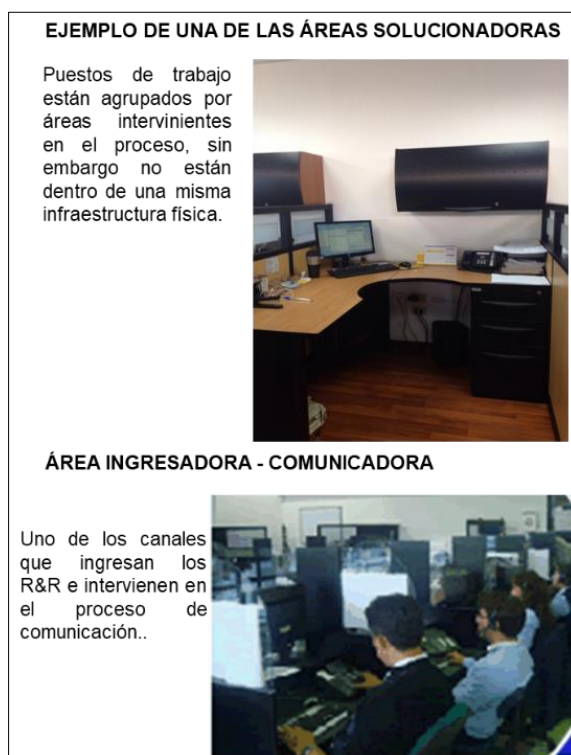 EJEMPLO DE UNA DE LAS ÁREAS SOLUCIONADORAS
Puestos de trabajo
están agrupados por
áreas intervinientes
en el proceso, sin
embargo no están
dentro de una misma
infraestructura física.
ÁREA INGRESADORA - COMUNICADORA
Uno de los canales
que ingresan los
R&R e intervienen en
el proceso de
comunicación..